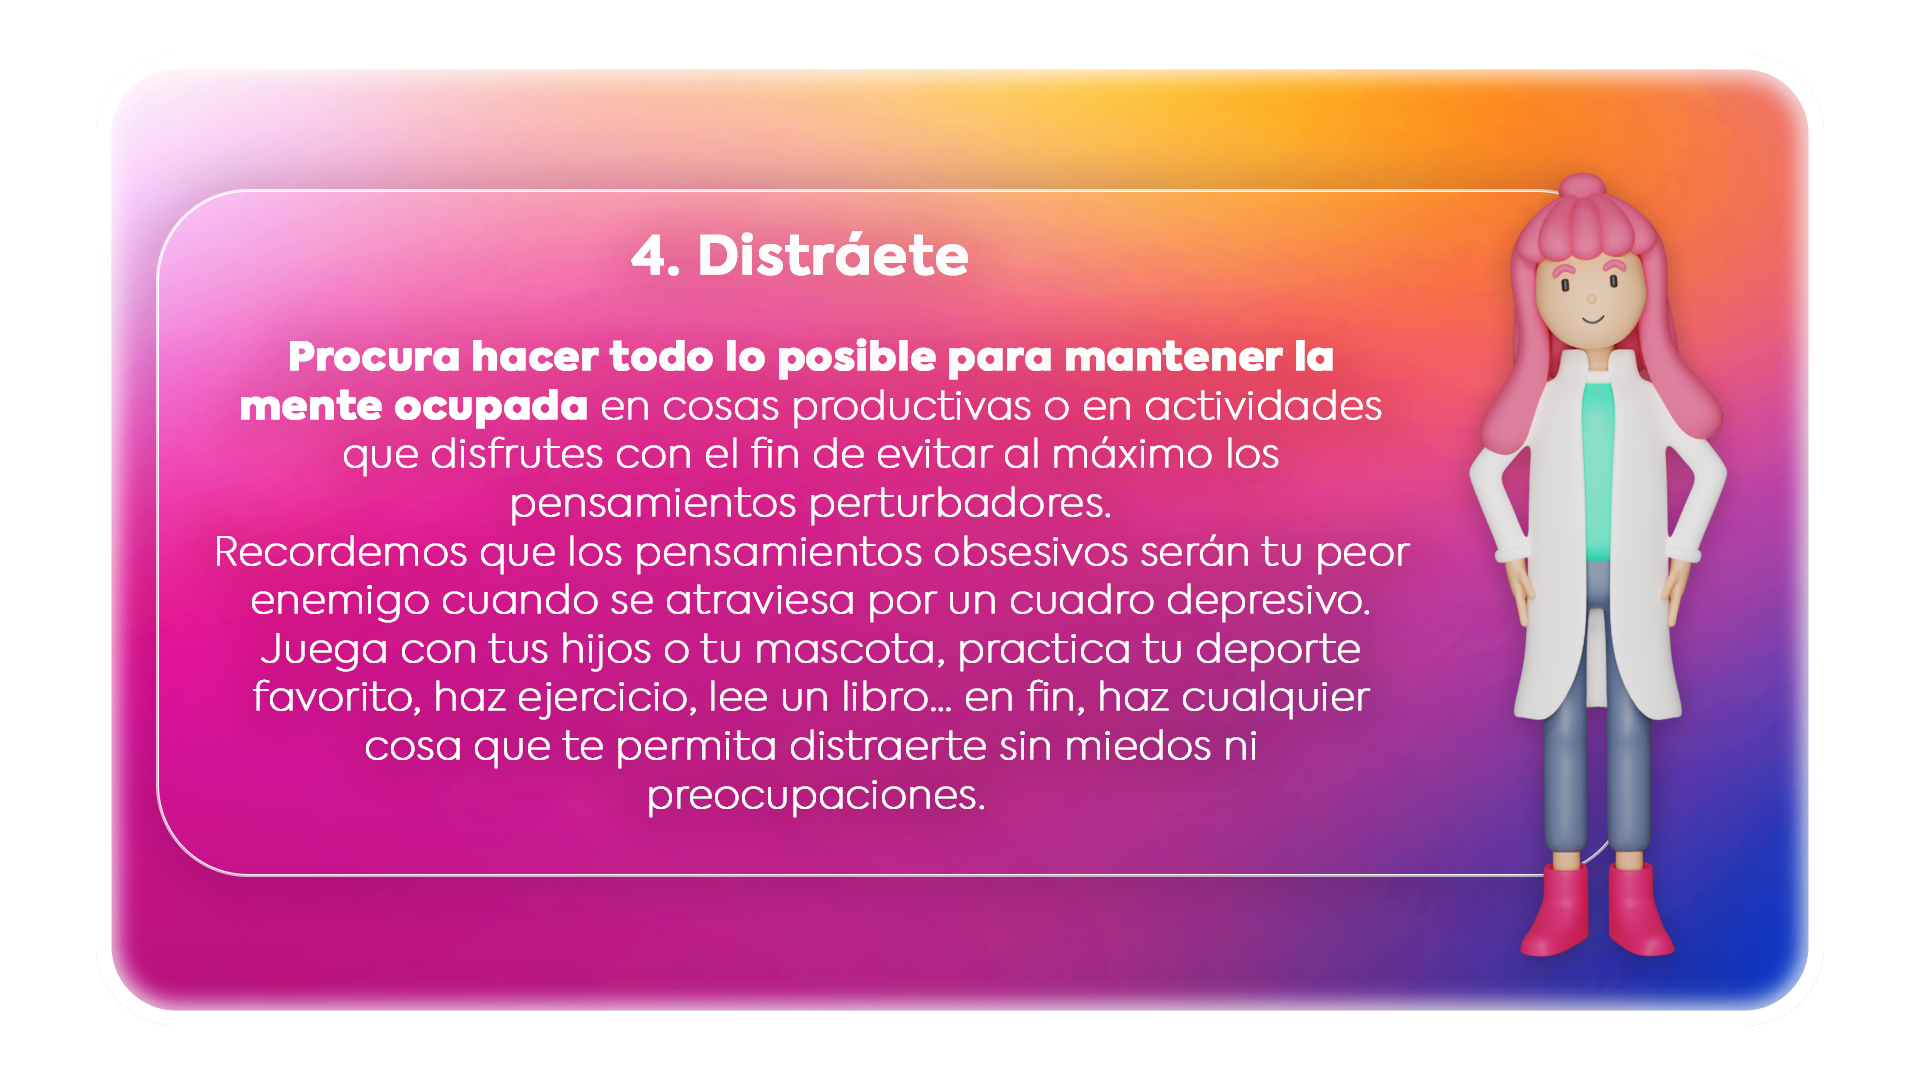 4. Distráete
Procura hacer todo lo posible para mantener la
mente ocupada en cosas productivas o en actividades
que disfrutes con el fin de evitar al máximo los
pensamientos perturbadores.
Recordemos que los pensamientos obsesivos serán tu peor
enemigo cuando se atraviesa por un cuadro depresivo.
Juega con tus hijos o tu mascota, practica tu deporte
favorito, haz ejercicio, lee un libro... en fin, haz cualquier
cosa que te permita distraerte sin miedos ni
preocupaciones.